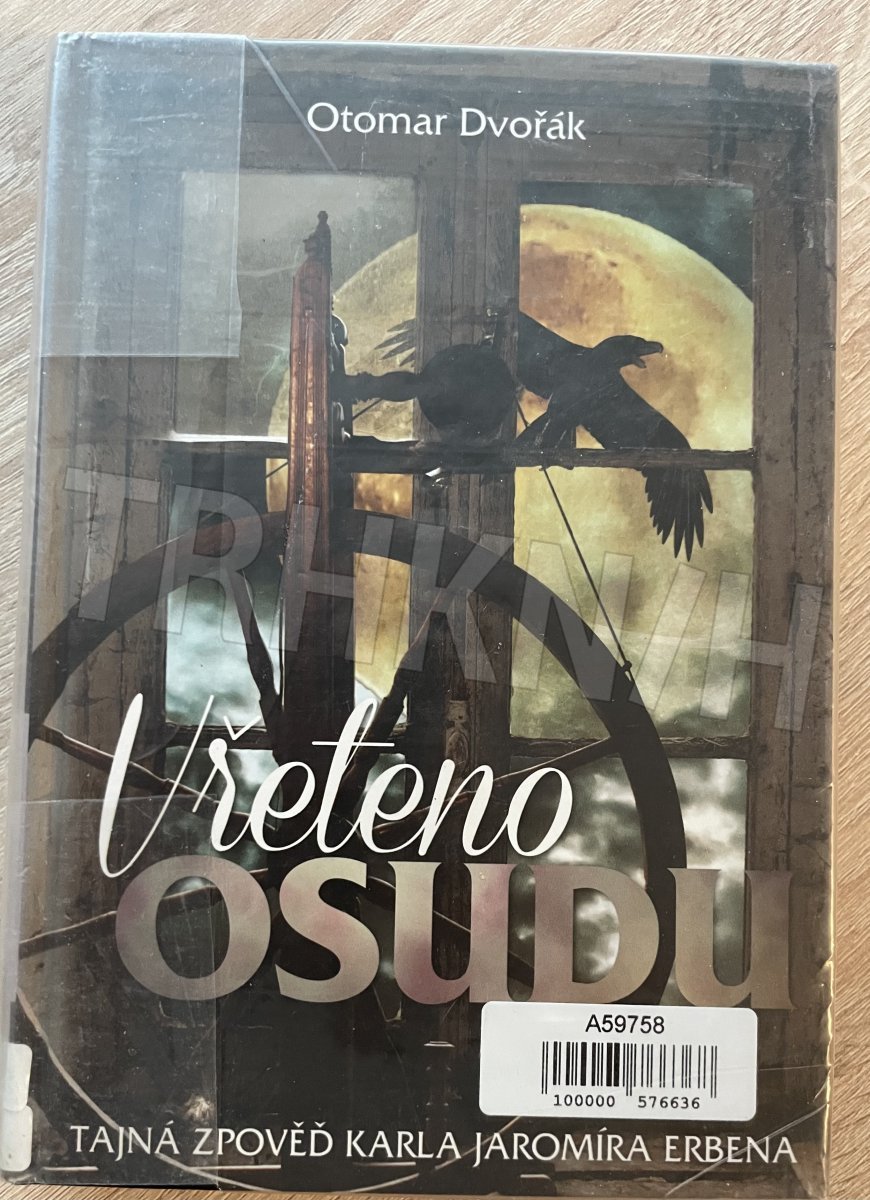 Otomar Dvořák
TRHKNIH
Vřeteno
OSUDU
A59758
100000 576636
TAJNÁ ZPOVĚĎ KARLA JAROMÍRA ERBENA